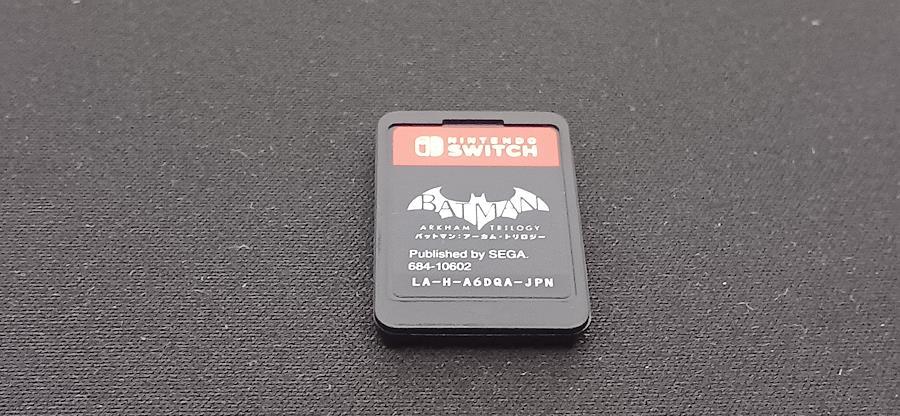 NINTENDO
SWITCH
BATMAN
ARKHAM TRILOGY
バットマン:アーカム・トリロジー
Published by SEGA.
684-10602
LA-H-A6DQA-JPN